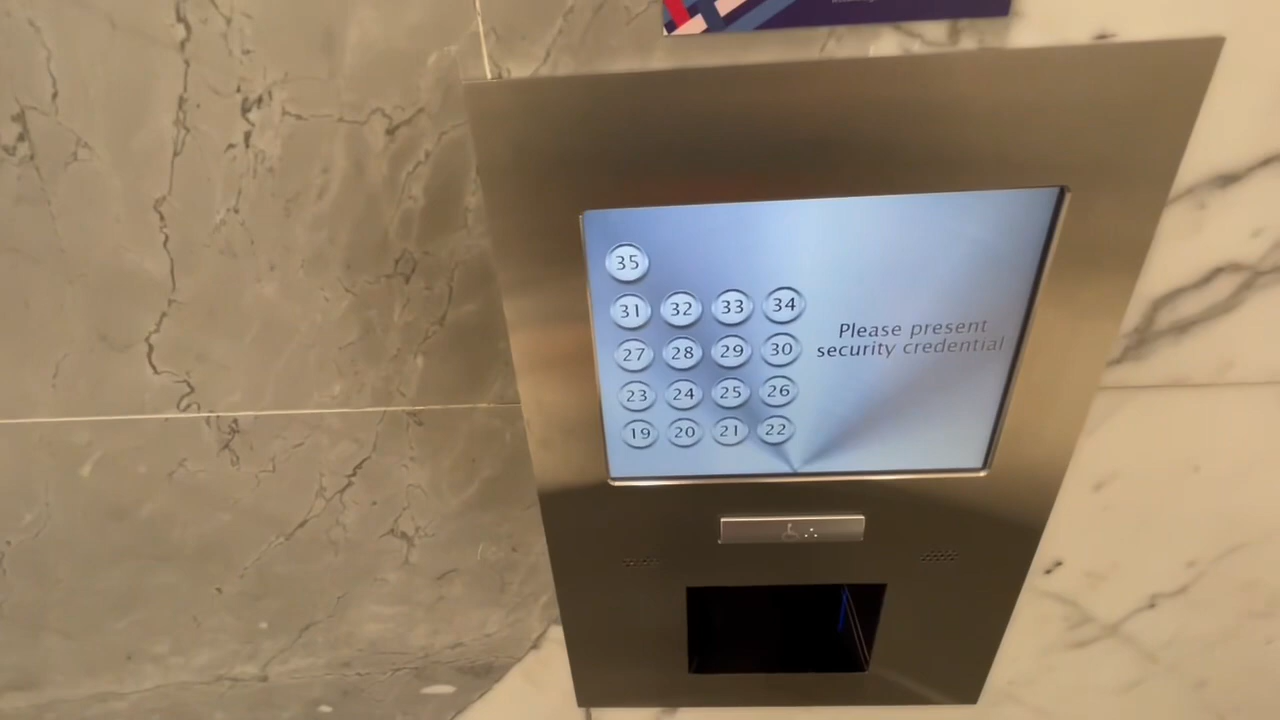 35
31 32 33 34
27 28 29 30
23 24 25 26
19 20 21 22
Please present
security credential